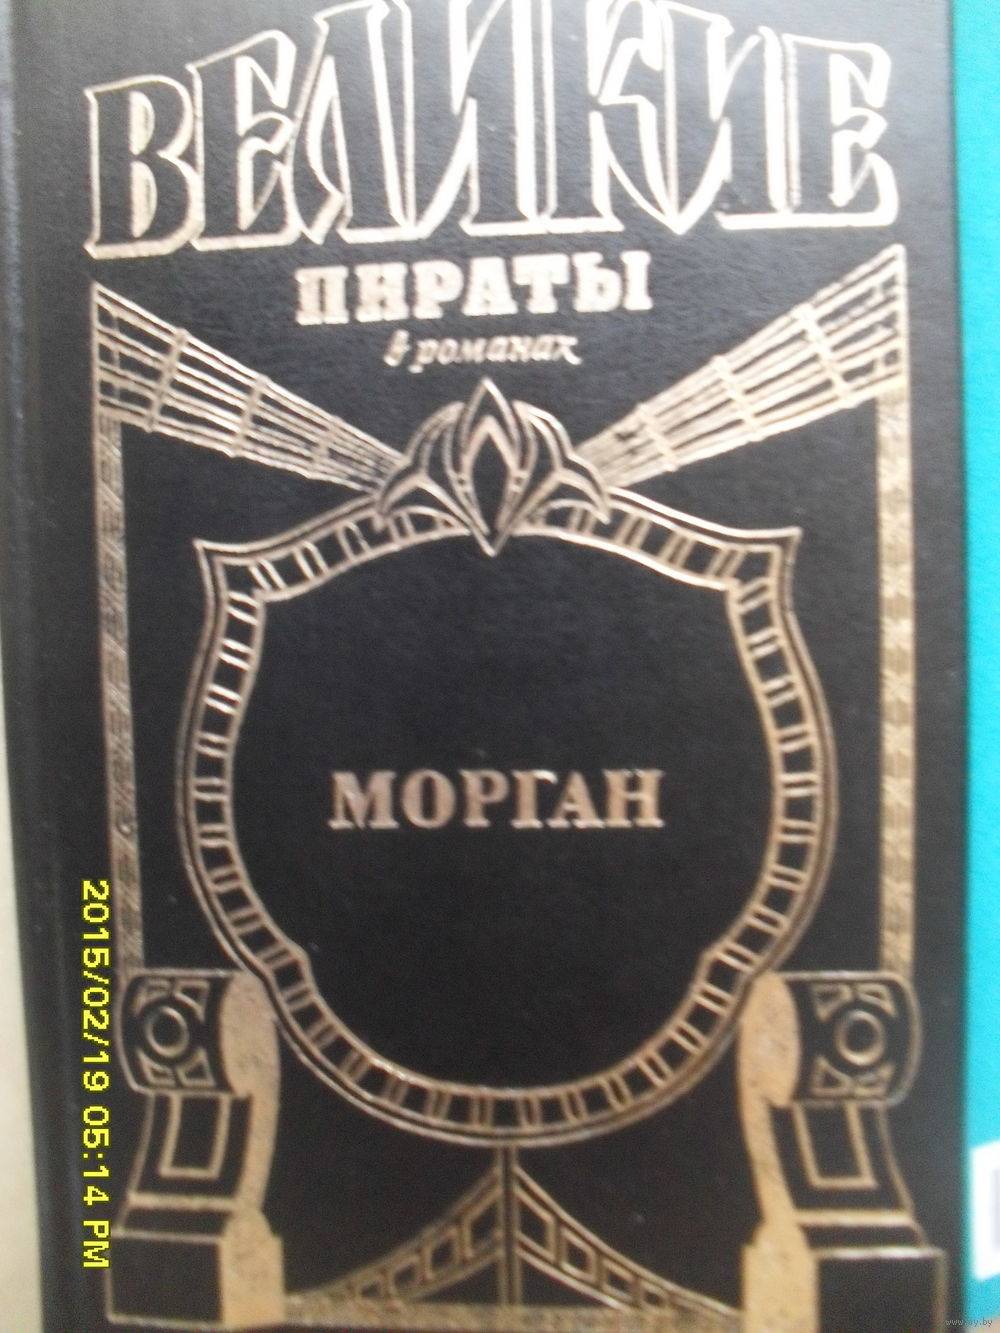 ВЕЛИКИЕ
ПИРАТЫ
в романах
МОРГАН
2015/02/19 05:14 PM